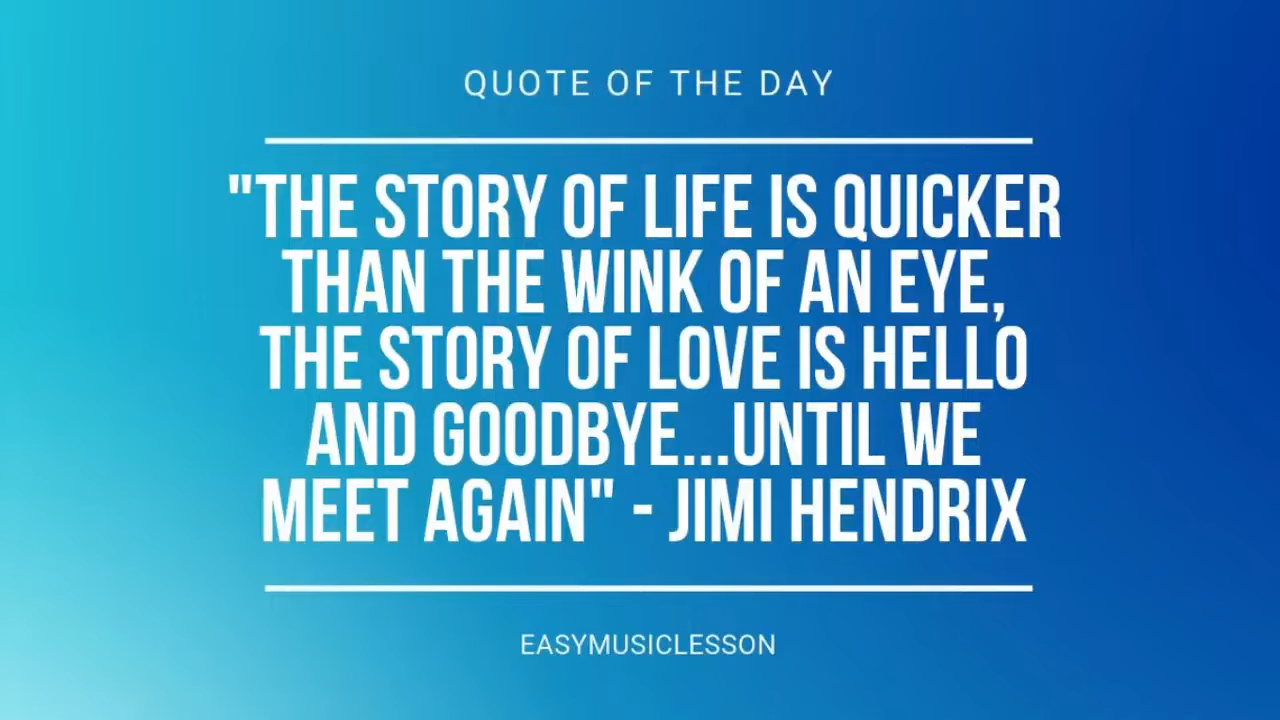 QUOTE OF THE DAY
"THE STORY OF LIFE IS QUICKER
THAN THE WINK OF AN EYE,
THE STORY OF LOVE IS HELLO
AND GOODBYE...UNTIL WE
MEET AGAIN" - JIMI HENDRIX
EASYMUSICLESSON